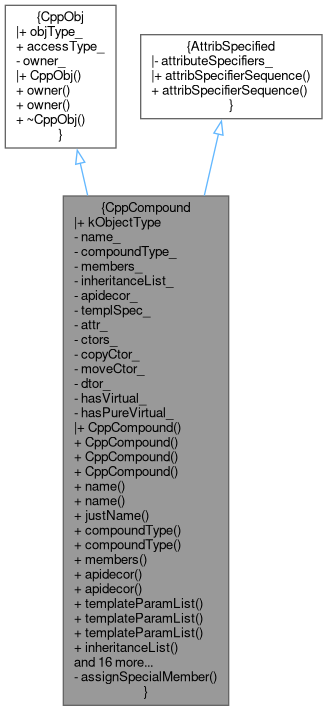 {CppObj
|+ objType_
+ accessType_
- owner_
|+ CppObj()
+ owner()
+ owner()
+ ~CppObj()
}
{AttribSpecified
|- attributeSpecifiers_
|+ attribSpecifierSequence()
+ attribSpecifierSequence()
}
{CppCompound
|+ kObjectType
- name_
- compoundType_
- members_
- inheritanceList_
- apidecor_
- templSpec_
- attr_
- ctors_
- copyCtor_
- moveCtor_
- dtor_
- hasVirtual_
- hasPureVirtual_
|+ CppCompound()
+ CppCompound()
+ CppCompound()
+ CppCompound()
+ name()
+ name()
+ justName()
+ compoundType()
+ compoundType()
+ members()
+ apidecor()
+ apidecor()
+ templateParamList()
+ templateParamList()
+ templateParamList()
+ inheritanceList()
and 16 more...
- assignSpecialMember()
}